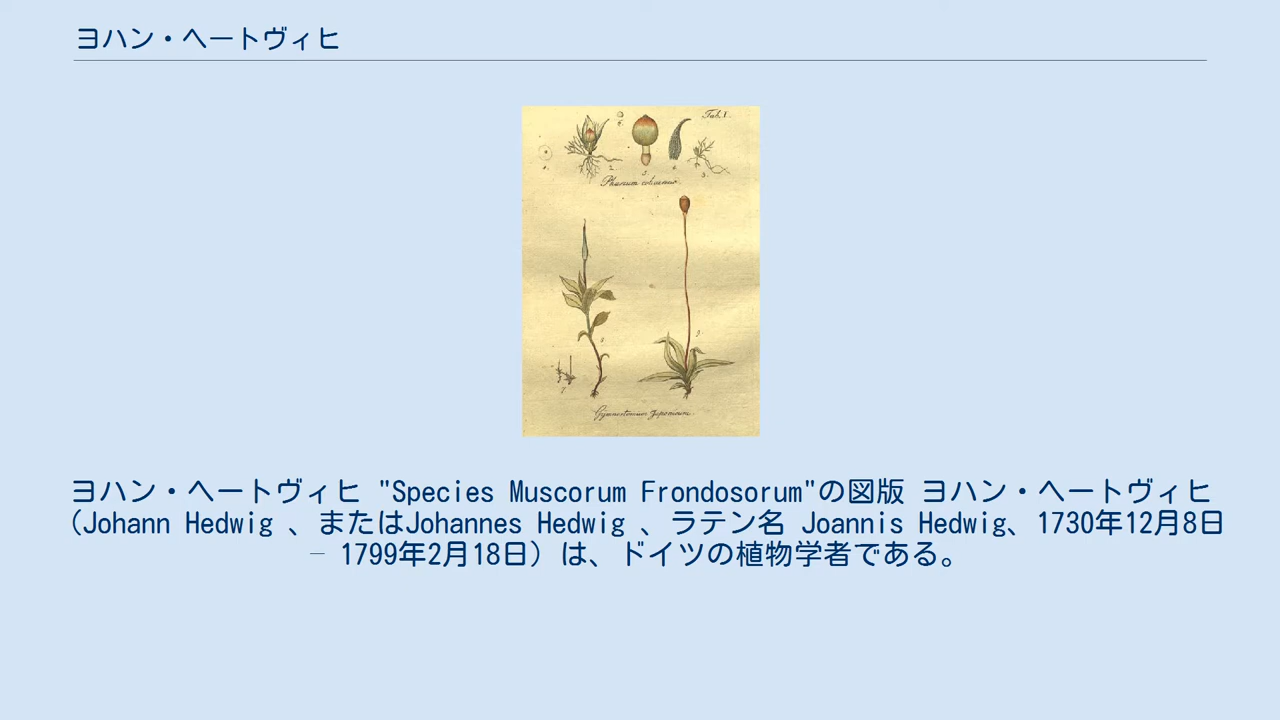 ヨハン・ヘートヴィヒ
Tab. I.
Phascum
ヨハン・ヘートヴィヒ "Species Muscorum Frondosorum"の図版 ヨハン・ヘートヴィヒ
(Johann Hedwig 、またはJohannes Hedwig 、ラテン名 Joannis Hedwig、1730年12月8日
– 1799年2月18日) は、ドイツの植物学者である。